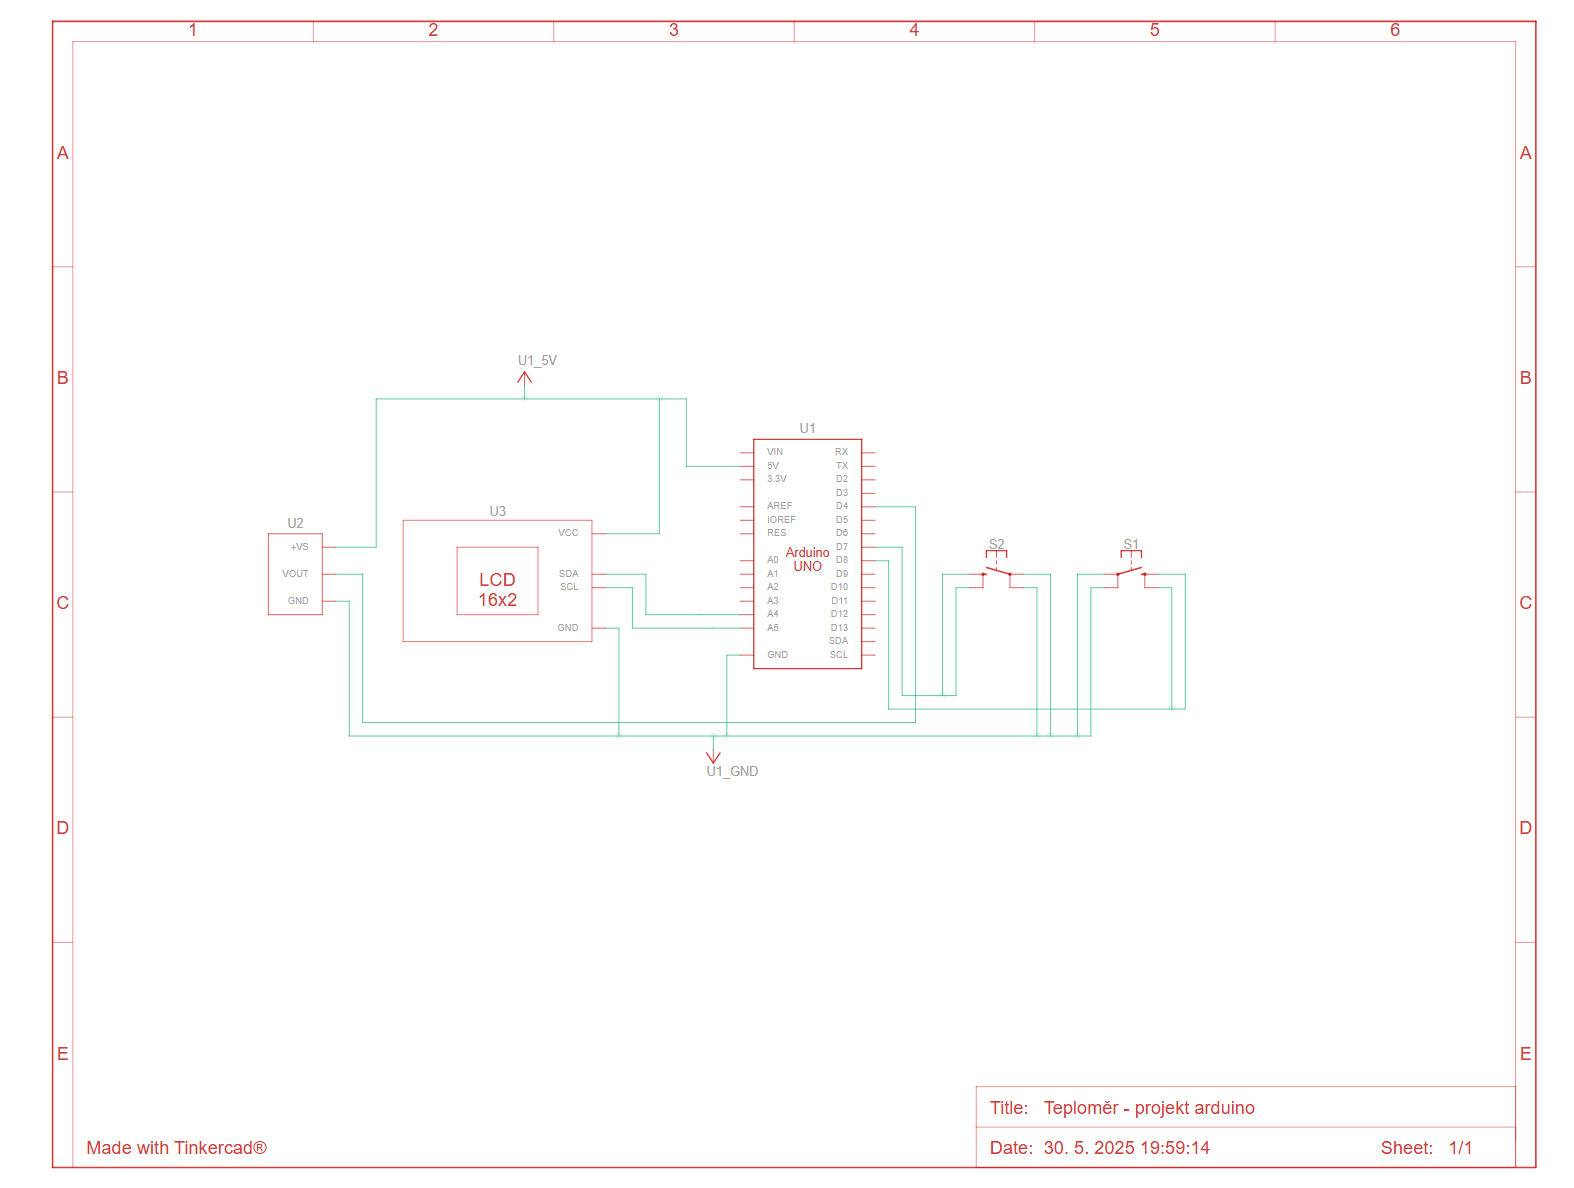 1 2 3 4 5 6
A A
U1_5V
B B
U1
VIN RX
5V TX
3.3V D2
D3
AREF D4
U3
IOREF D5
U2
VCC RES D6
+VS D7
S2 S1
Arduino
A0 D8
UNO
VOUT SDA A1 D9
LCD
SCL A2 D10
16x2
GND A3 D11
C C
A4 D12
GND A5 D13
SDA
GND SCL
U1_GND
D D
E E
Title: Teploměr - projekt arduino
Made with Tinkercad®
Date: 30. 5. 2025 19:59:14 Sheet: 1/1